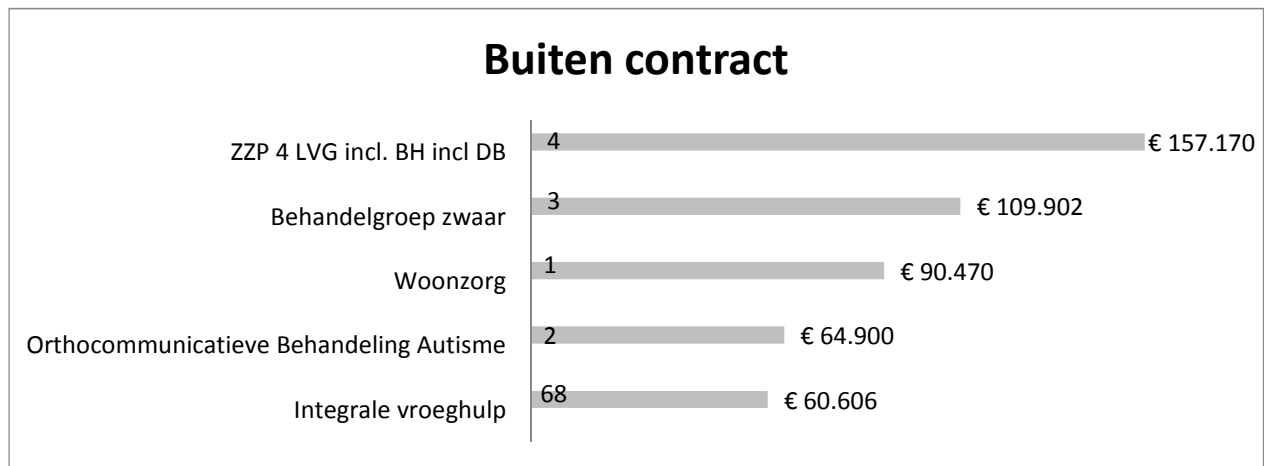 Buiten contract
ZZP 4 LVG incl. BH incl DB 4 € 157.170
Behandelgroep zwaar 3 € 109.902
Woonzorg 1 € 90.470
Orthocommunicatieve Behandeling Autisme 2 € 64.900
Integrale vroeghulp 68 € 60.606